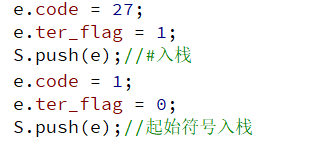 e.code = 27;
e.ter_flag = 1;
S.push(e);//#入栈
e.code = 1;
e.ter_flag = 0;
S.push(e);//起始符号入栈